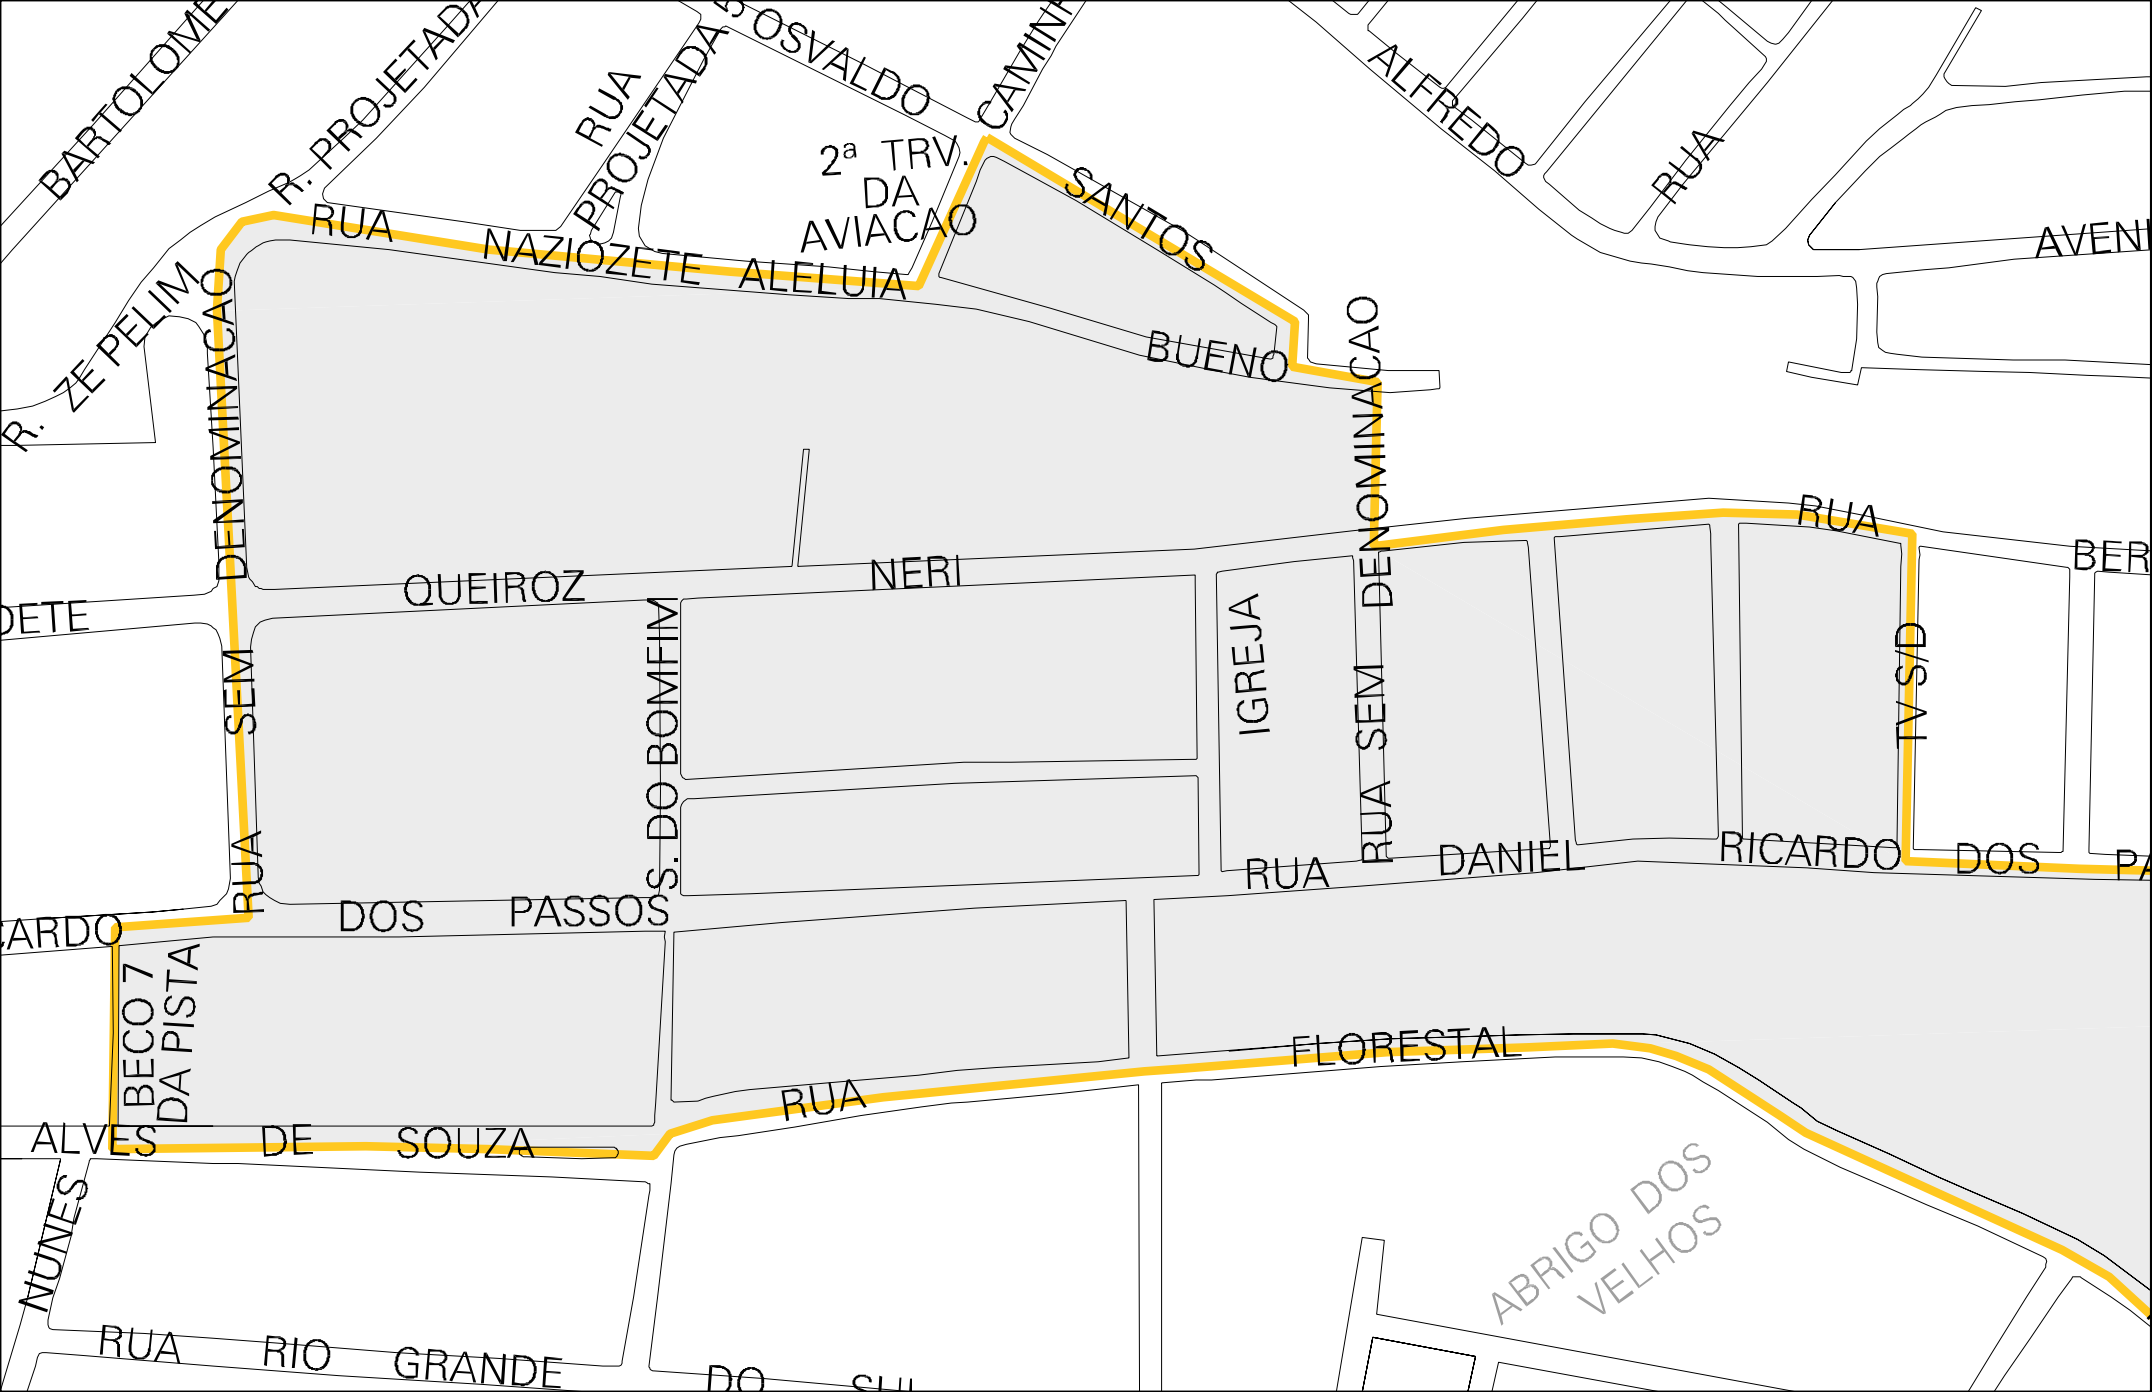 BARTOLOME
R. PROJETADA
RUA
PROJETADA 5
OSVALDO
CAMINH
2ª TRV.
DA
AVIACAO
SANTOS
ALFREDO
RUA
AVENI
RUA NAZIOZETE ALELUIA
BUENO
R. ZE PELIM
RUA SEM DENOMINACAO
RUA SEM DENOMINACAO
RUA
BER
DETE
QUEIROZ NERI
S. DO BOMFIM
IGREJA
TV S/D
CARDO DOS PASSOS
RUA DANIEL RICARDO DOS PA
BECO 7
DA PISTA
RUA FLORESTAL
ALVES DE SOUZA
NUNES
ABRIGO DOS
VELHOS
RUA RIO GRANDE DO SUL